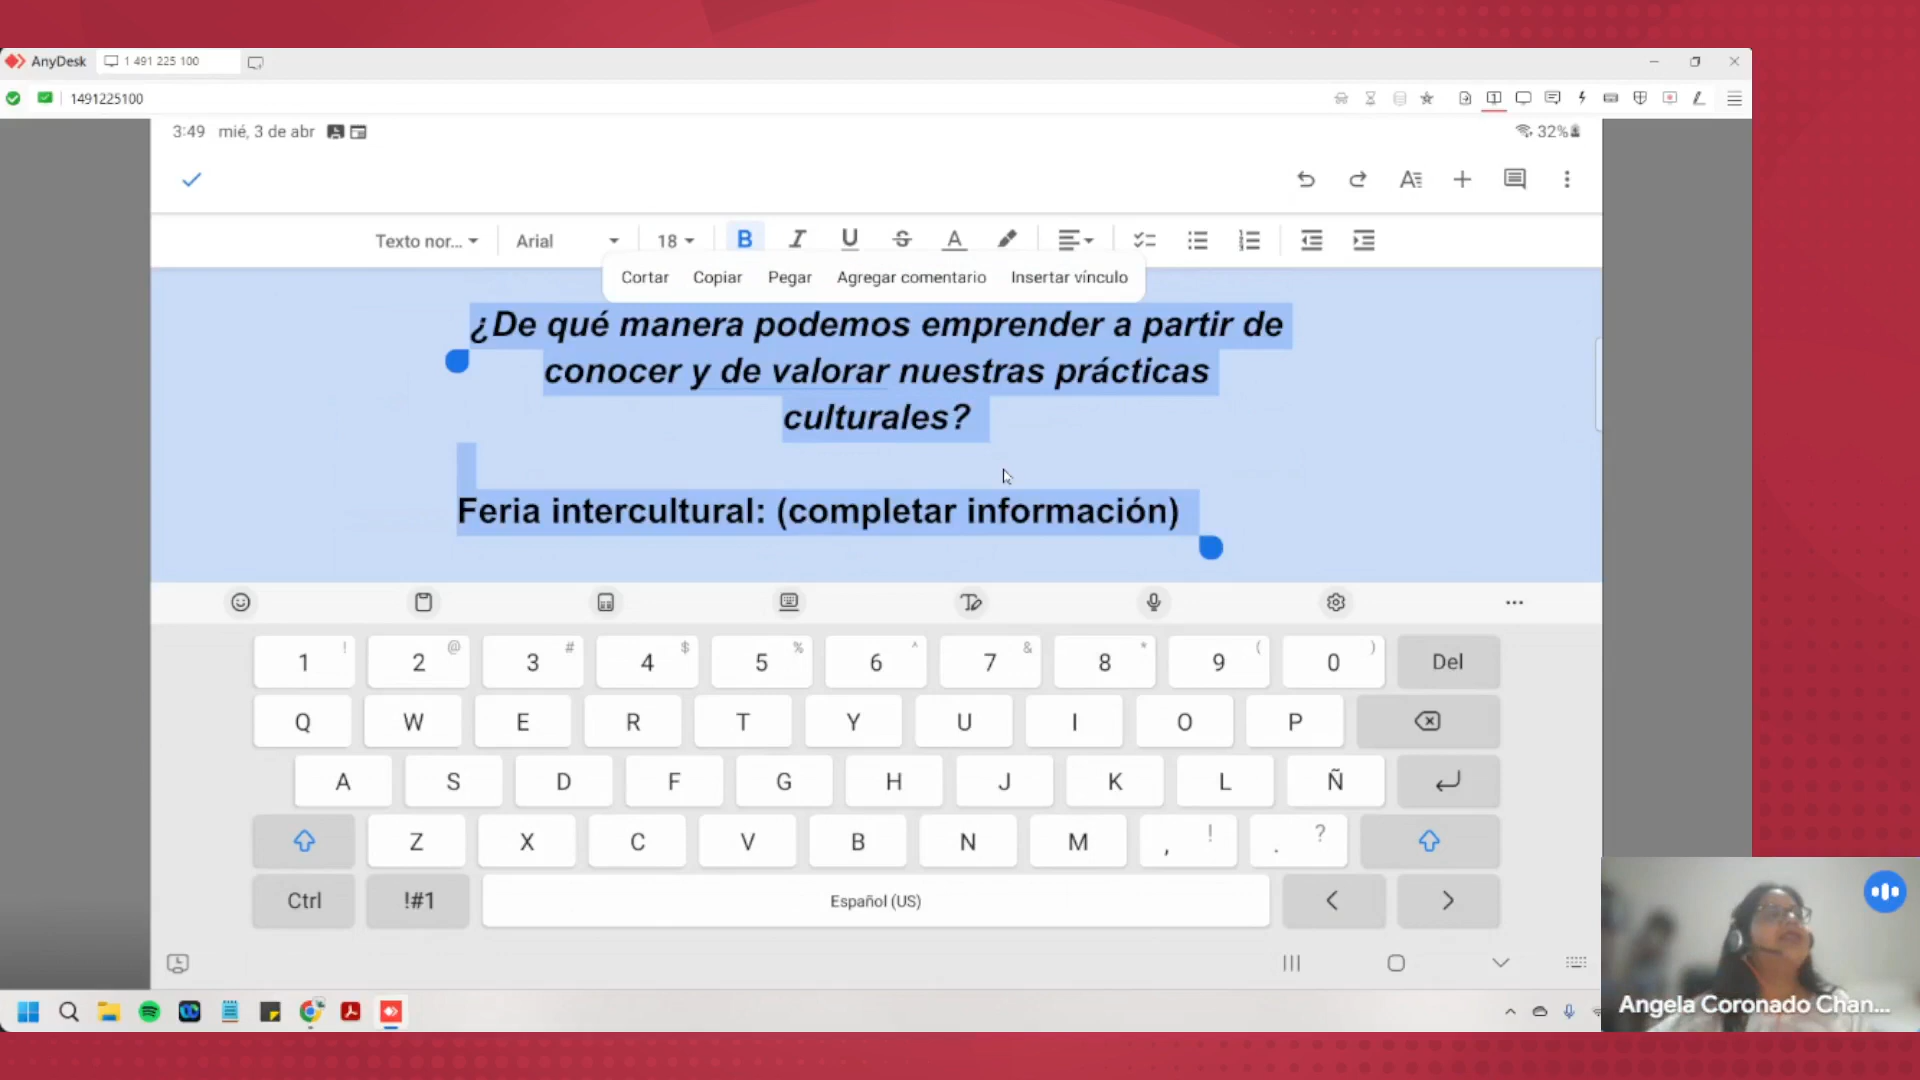 AnyDesk 1 491 225 100
1491225100
3:49 mié, 3 de abr 32%
Texto nor... Arial 18 B I U S A
Cortar Copiar Pegar Agregar comentario Insertar vínculo
¿De qué manera podemos emprender a partir de
conocer y de valorar nuestras prácticas
culturales?
Feria intercultural: (completar información)
1 ! 2 @ 3 # 4 $ 5 % 6 ^ 7 & 8 * 9 ( 0 ) Del
Q W E R T Y U I O P
A S D F G H J K L Ñ
Z X C V B N M , ! . ?
Ctrl !#1 Español (US) < >
Angela Coronado Chan...